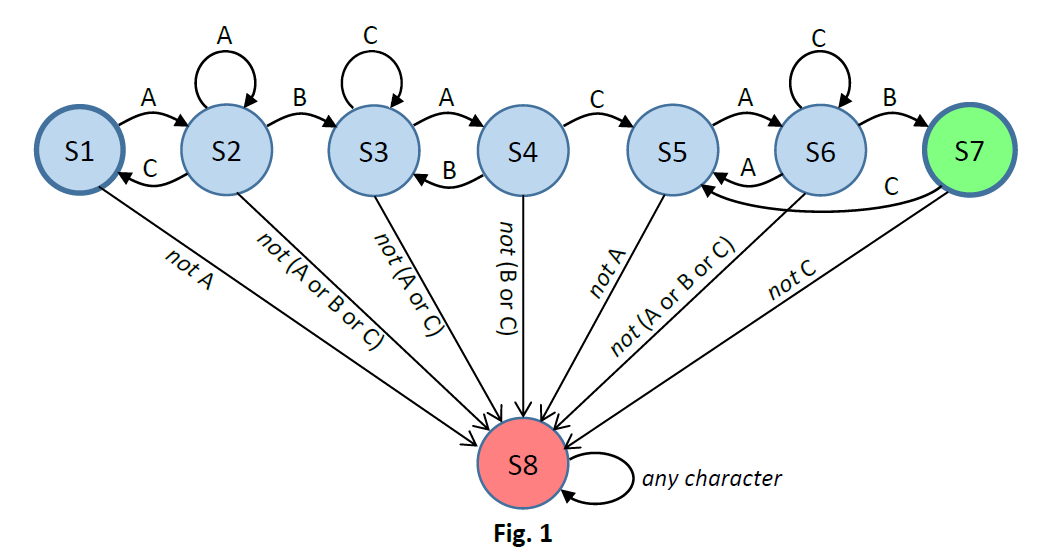 A C C
A B A C A B
S1 S2 S3 S4 S5 S6 S7
C B A C
not A not (A or B or C) not (A or C) not (B or C) not A not (A or B or C) not C
S8 any character
Fig. 1